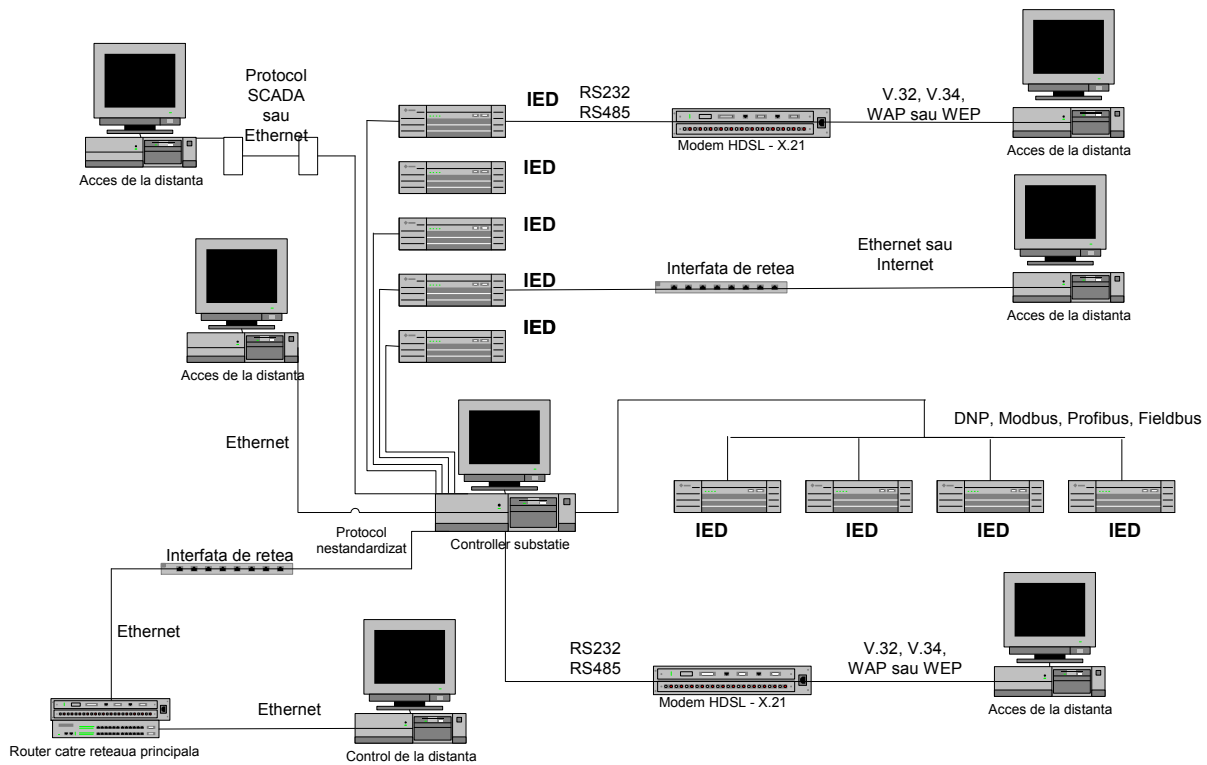 Protocol
SCADA
sau
Ethernet
Acces de la distanta
IED
RS232
RS485
Modem HDSL - X.21
V.32, V.34,
WAP sau WEP
Acces de la distanta
IED
IED
IED
Interfata de retea
Ethernet sau
Internet
Acces de la distanta
IED
Acces de la distanta
Ethernet
DNP, Modbus, Profibus, Fieldbus
IED
IED
IED
IED
Protocol
nestandardizat
Controller substatie
Interfata de retea
Ethernet
RS232
RS485
Modem HDSL - X.21
V.32, V.34,
WAP sau WEP
Acces de la distanta
Ethernet
Router catre reteaua principala
Control de la distanta